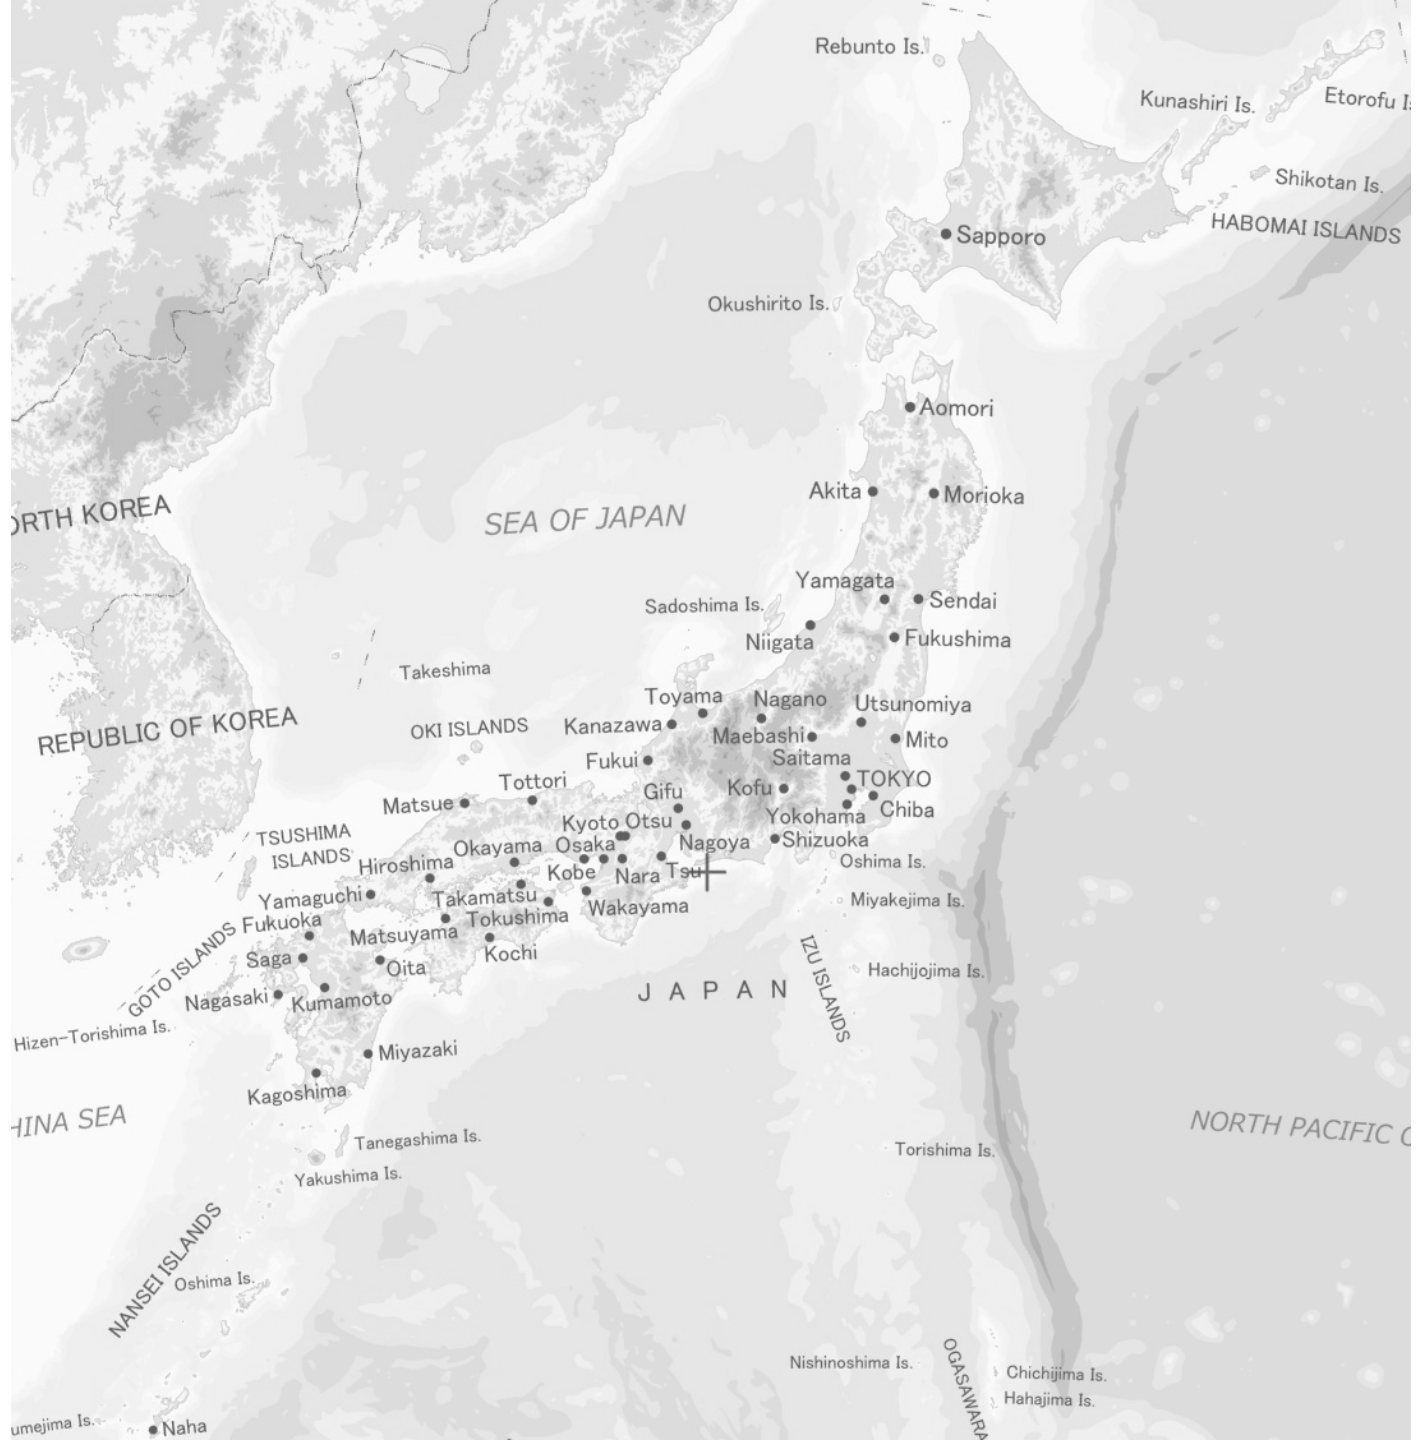 Rebunto Is.
Kunashiri Is.
Etorofu Is
Shikotan Is.
HABOMAI ISLANDS
Sapporo
Okushirito Is.
Aomori
Akita
Morioka
ORTH KOREA
SEA OF JAPAN
Yamagata
Sendai
Sadoshima Is.
Niigata
Fukushima
Takeshima
Toyama
Nagano
Utsunomiya
REPUBLIC OF KOREA
OKI ISLANDS
Kanazawa
Maebashi
Mito
Saitama
Fukui
TOKYO
Tottori
Gifu
Kofu
Matsue
Chiba
Yokohama
Kyoto
Otsu
TSUSHIMA
ISLANDS
Okayama
Osaka
Nagoya
Shizuoka
Hiroshima
Oshima Is.
Kobe
Nara
Tsu
Yamaguchi
Takamatsu
Wakayama
Miyakejima Is.
Fukuoka
Tokushima
Matsuyama
GOTO ISLANDS
Saga
Oita
Kochi
IZU ISLANDS
Hachijojima Is.
JAPAN
Nagasaki
Kumamoto
Hizen-Torishima Is.
Miyazaki
Kagoshima
HINA SEA
NORTH PACIFIC O
Tanegashima Is.
Torishima Is.
Yakushima Is.
NANSEI ISLANDS
Oshima Is.
Nishinoshima Is.
OGASAWARA
Chichijima Is.
Hahajima Is.
umejima Is.
Naha